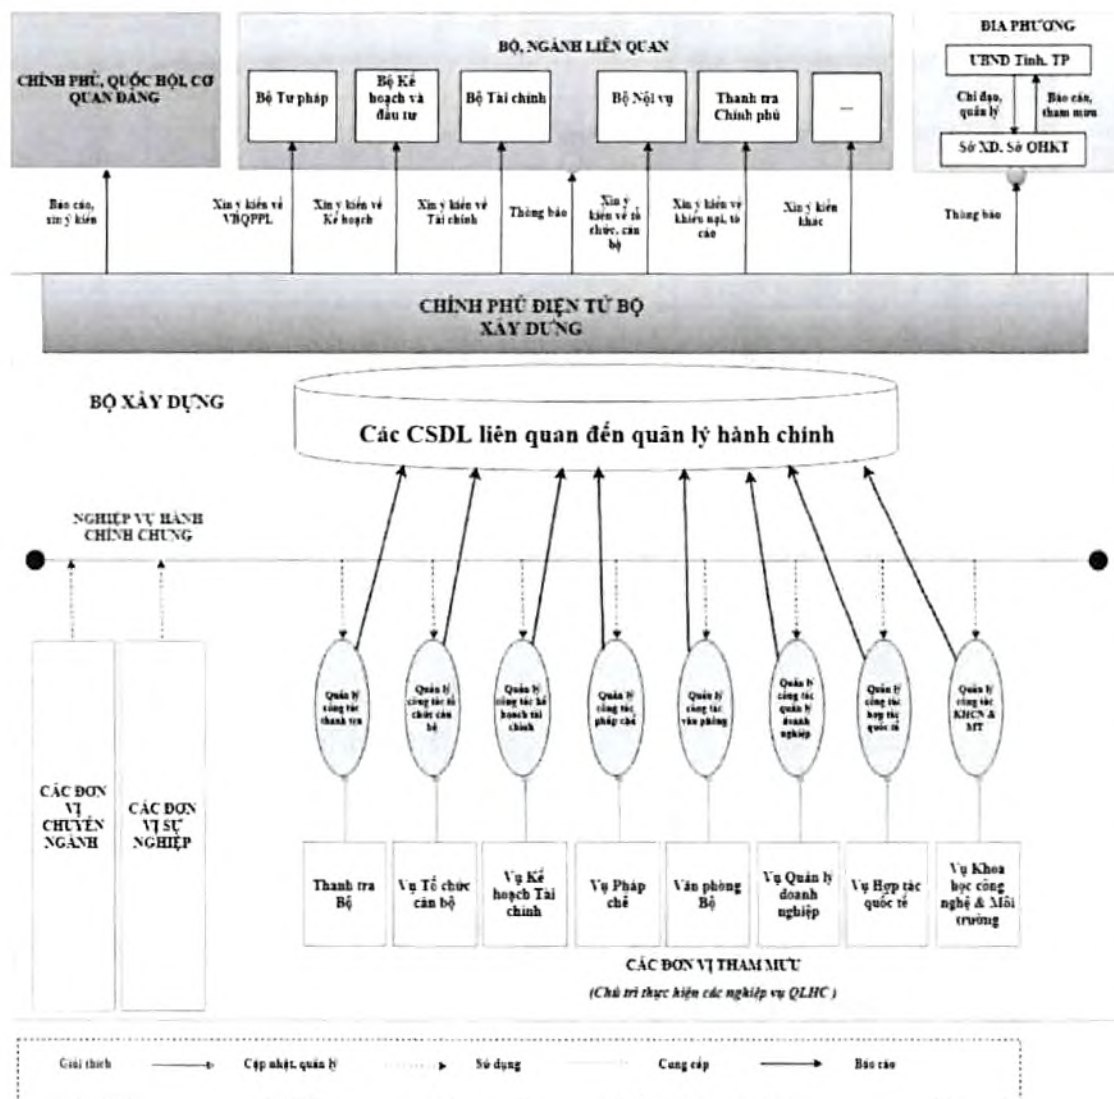 CHÍNH PHỦ, QUỐC HỘI, CƠ
QUAN ĐẢNG
BỘ, NGÀNH LIÊN QUAN
Bộ Tư pháp
Bộ Kế
hoạch và
đầu tư
Bộ Tài chính
Bộ Nội vụ
Thanh tra
Chính phủ
...
ĐỊA PHƯƠNG
UBND Tỉnh, TP
Chỉ đạo,
quản lý
Báo cáo,
tham mưu
Sở XD, Sở QHKT
Báo cáo,
xin ý kiến
Xin ý kiến về
VBQPPL
Xin ý kiến về
Kế hoạch
Xin ý kiến về
Tài chính
Thông báo
Xin ý
kiến về tổ
chức, cán
bộ
Xin ý kiến về
khiếu nại, tố
cáo
Xin ý kiến
khác
Thông báo
CHÍNH PHỦ ĐIỆN TỬ BỘ
XÂY DỰNG
BỘ XÂY DỰNG
Các CSDL liên quan đến quản lý hành chính
NGHIỆP VỤ HÀNH
CHÍNH CHUNG
Quản lý
công tác
thanh tra
Quản lý
công tác tổ
chức cán
bộ
Quản lý
công tác kế
hoạch tài
chính
Quản lý
công tác
pháp chế
Quản lý
công tác
văn phòng
Quản lý
công tác
quản lý
doanh
nghiệp
Quản lý
công tác
hợp tác
quốc tế
Quản lý
công tác
KHCN &
MT
CÁC ĐƠN
VỊ
CHUYÊN
NGÀNH
CÁC ĐƠN
VỊ SỰ
NGHIỆP
Thanh tra
Bộ
Vụ Tổ chức
cán bộ
Vụ Kế
hoạch Tài
chính
Vụ Pháp
chế
Văn phòng
Bộ
Vụ Quản lý
doanh
nghiệp
Vụ Hợp tác
quốc tế
Vụ Khoa
học công
nghệ & Môi
trường
CÁC ĐƠN VỊ THAM MƯU
(Chủ trì thực hiện các nghiệp vụ QLHC )
Giải thích
Cập nhật, quản lý
Sử dụng
Cung cấp
Báo cáo